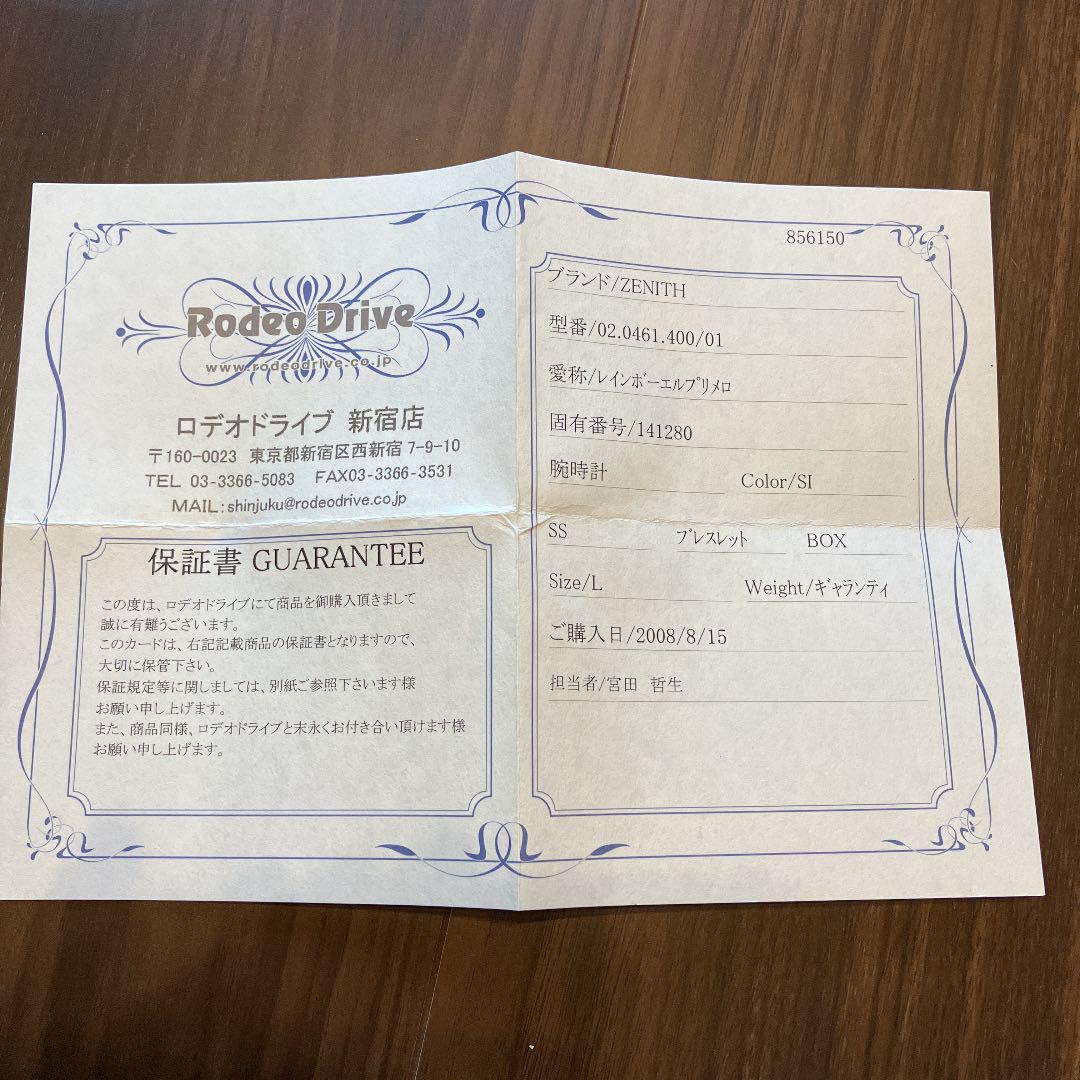 Rodeo Drive
www.rodeodrive.co.jp
ロデオドライブ 新宿店
〒160-0023 東京都新宿区西新宿 7-9-10
TEL 03-3366-5083 FAX03-3366-3531
MAIL:shinjuku@rodeodrive.co.jp
保証書 GUARANTEE
この度は、ロデオドライブにて商品を御購入頂きまして
誠に有難うございます。
このカードは、右記記載商品の保証書となりますので、
大切に保管下さい。
保証規定等に関しましては、別紙ご参照下さいます様
お願い申し上げます。
また、商品同様、ロデオドライブと末永くお付き合い頂けます様
お願い申し上げます。
856150
ブランド/ZENITH
型番/02.0461.400/01
愛称/レインボーエルプリメロ
固有番号/141280
腕時計 Color/SI
SS ブレスレット BOX
Size/L Weight/ギャランティ
ご購入日/2008/8/15
担当者/宮田 哲生